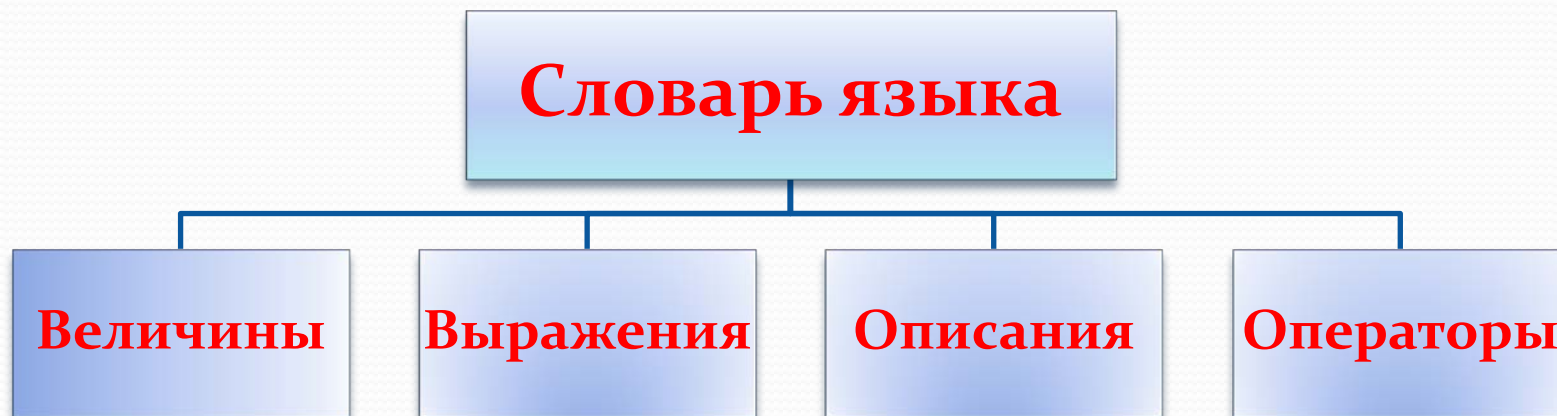 Словарь языка
Величины
Выражения
Описания
Операторы